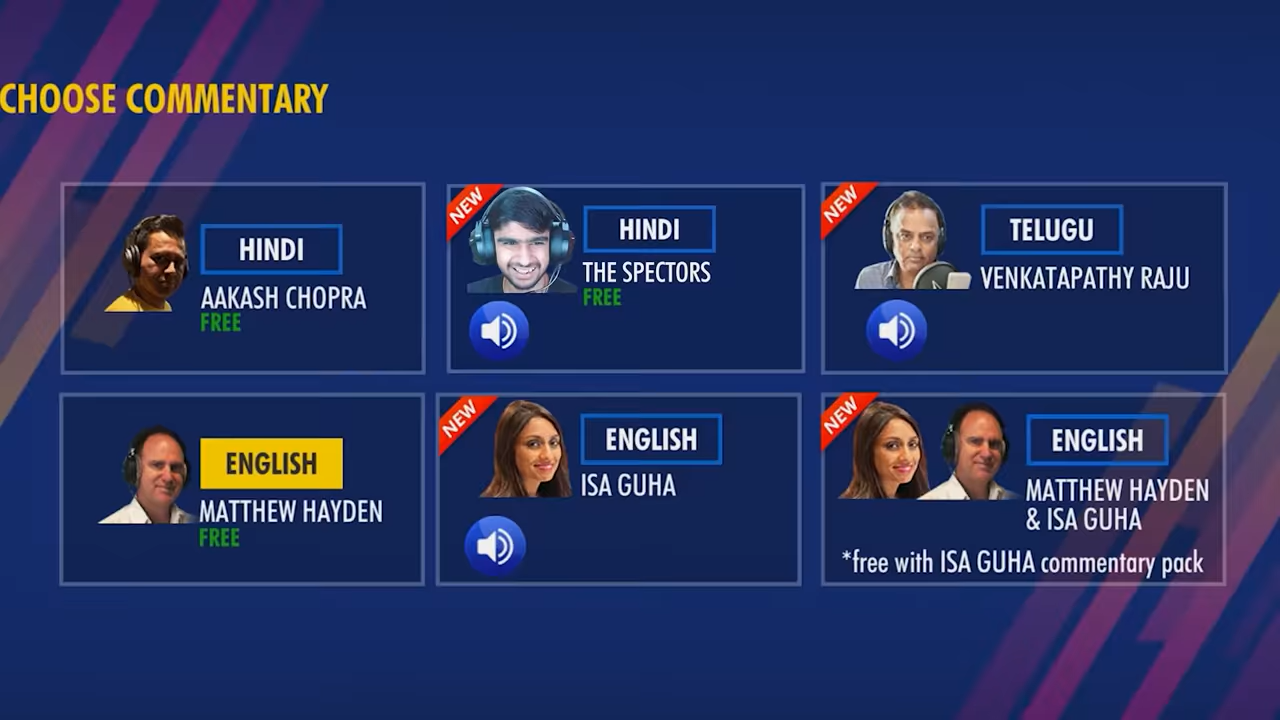 CHOOSE COMMENTARY
HINDI
AAKASH CHOPRA
FREE
NEW
HINDI
THE SPECTORS
FREE
NEW
TELUGU
VENKATAPATHY RAJU
ENGLISH
MATTHEW HAYDEN
FREE
NEW
ENGLISH
ISA GUHA
NEW
ENGLISH
MATTHEW HAYDEN
& ISA GUHA
*free with ISA GUHA commentary pack